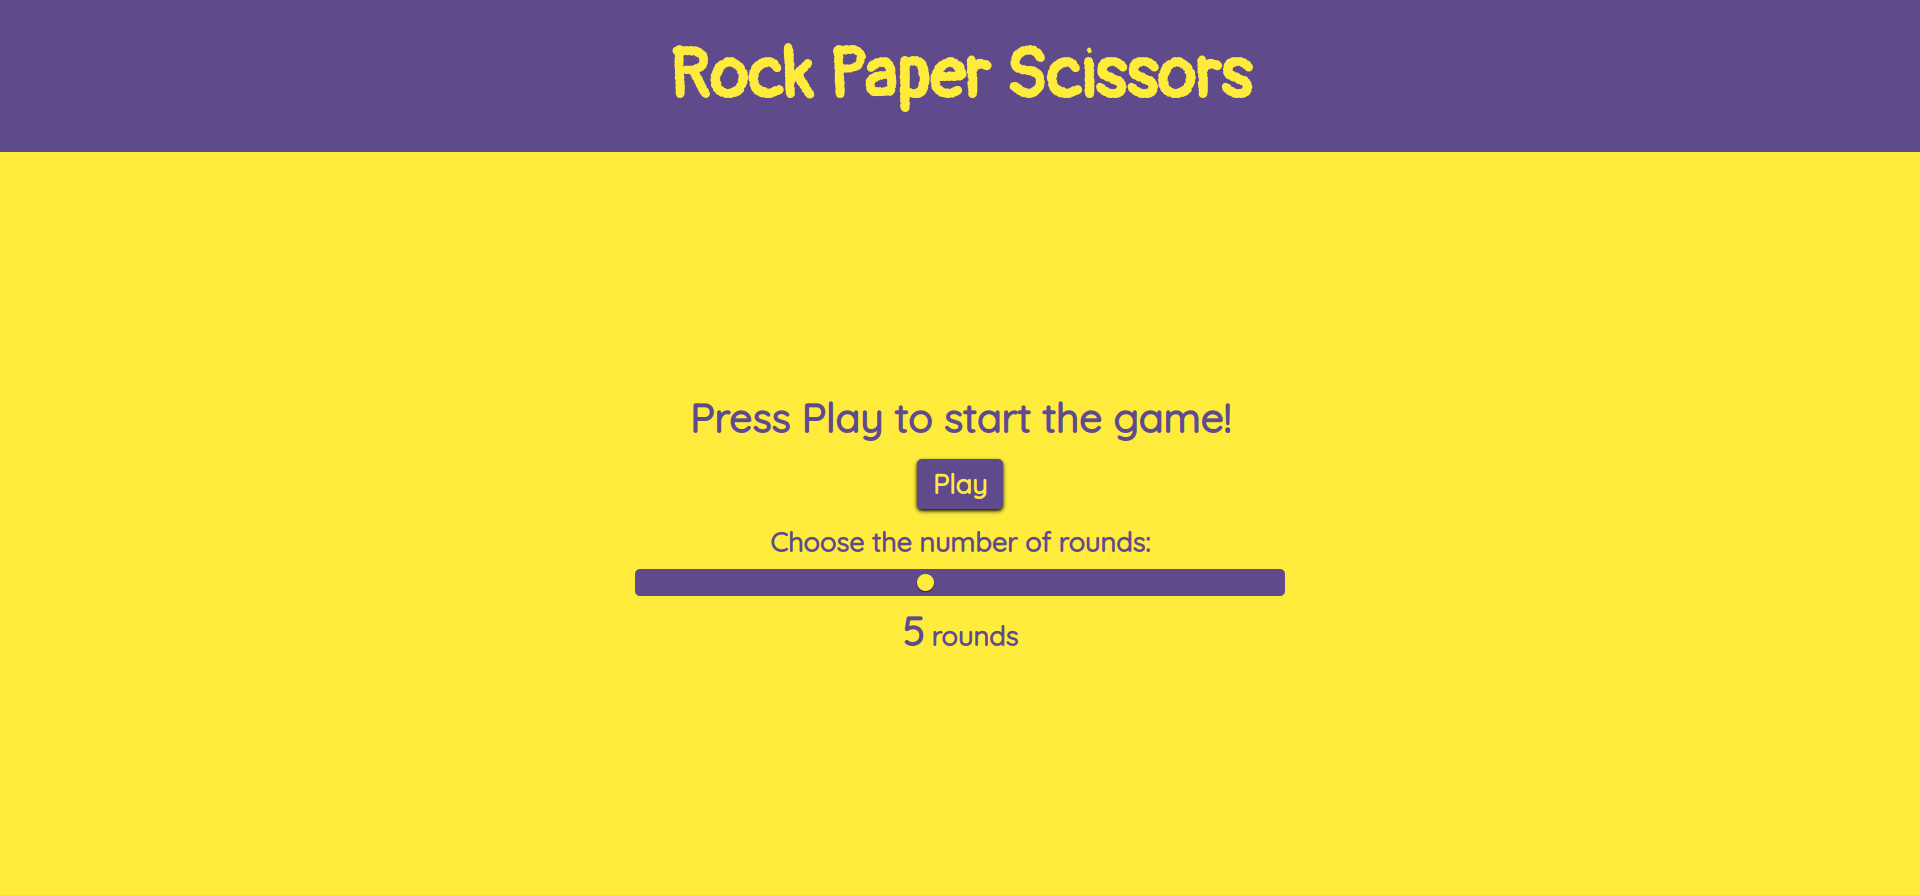 Rock Paper Scissors
Press Play to start the game!
Play
Choose the number of rounds:
5 rounds